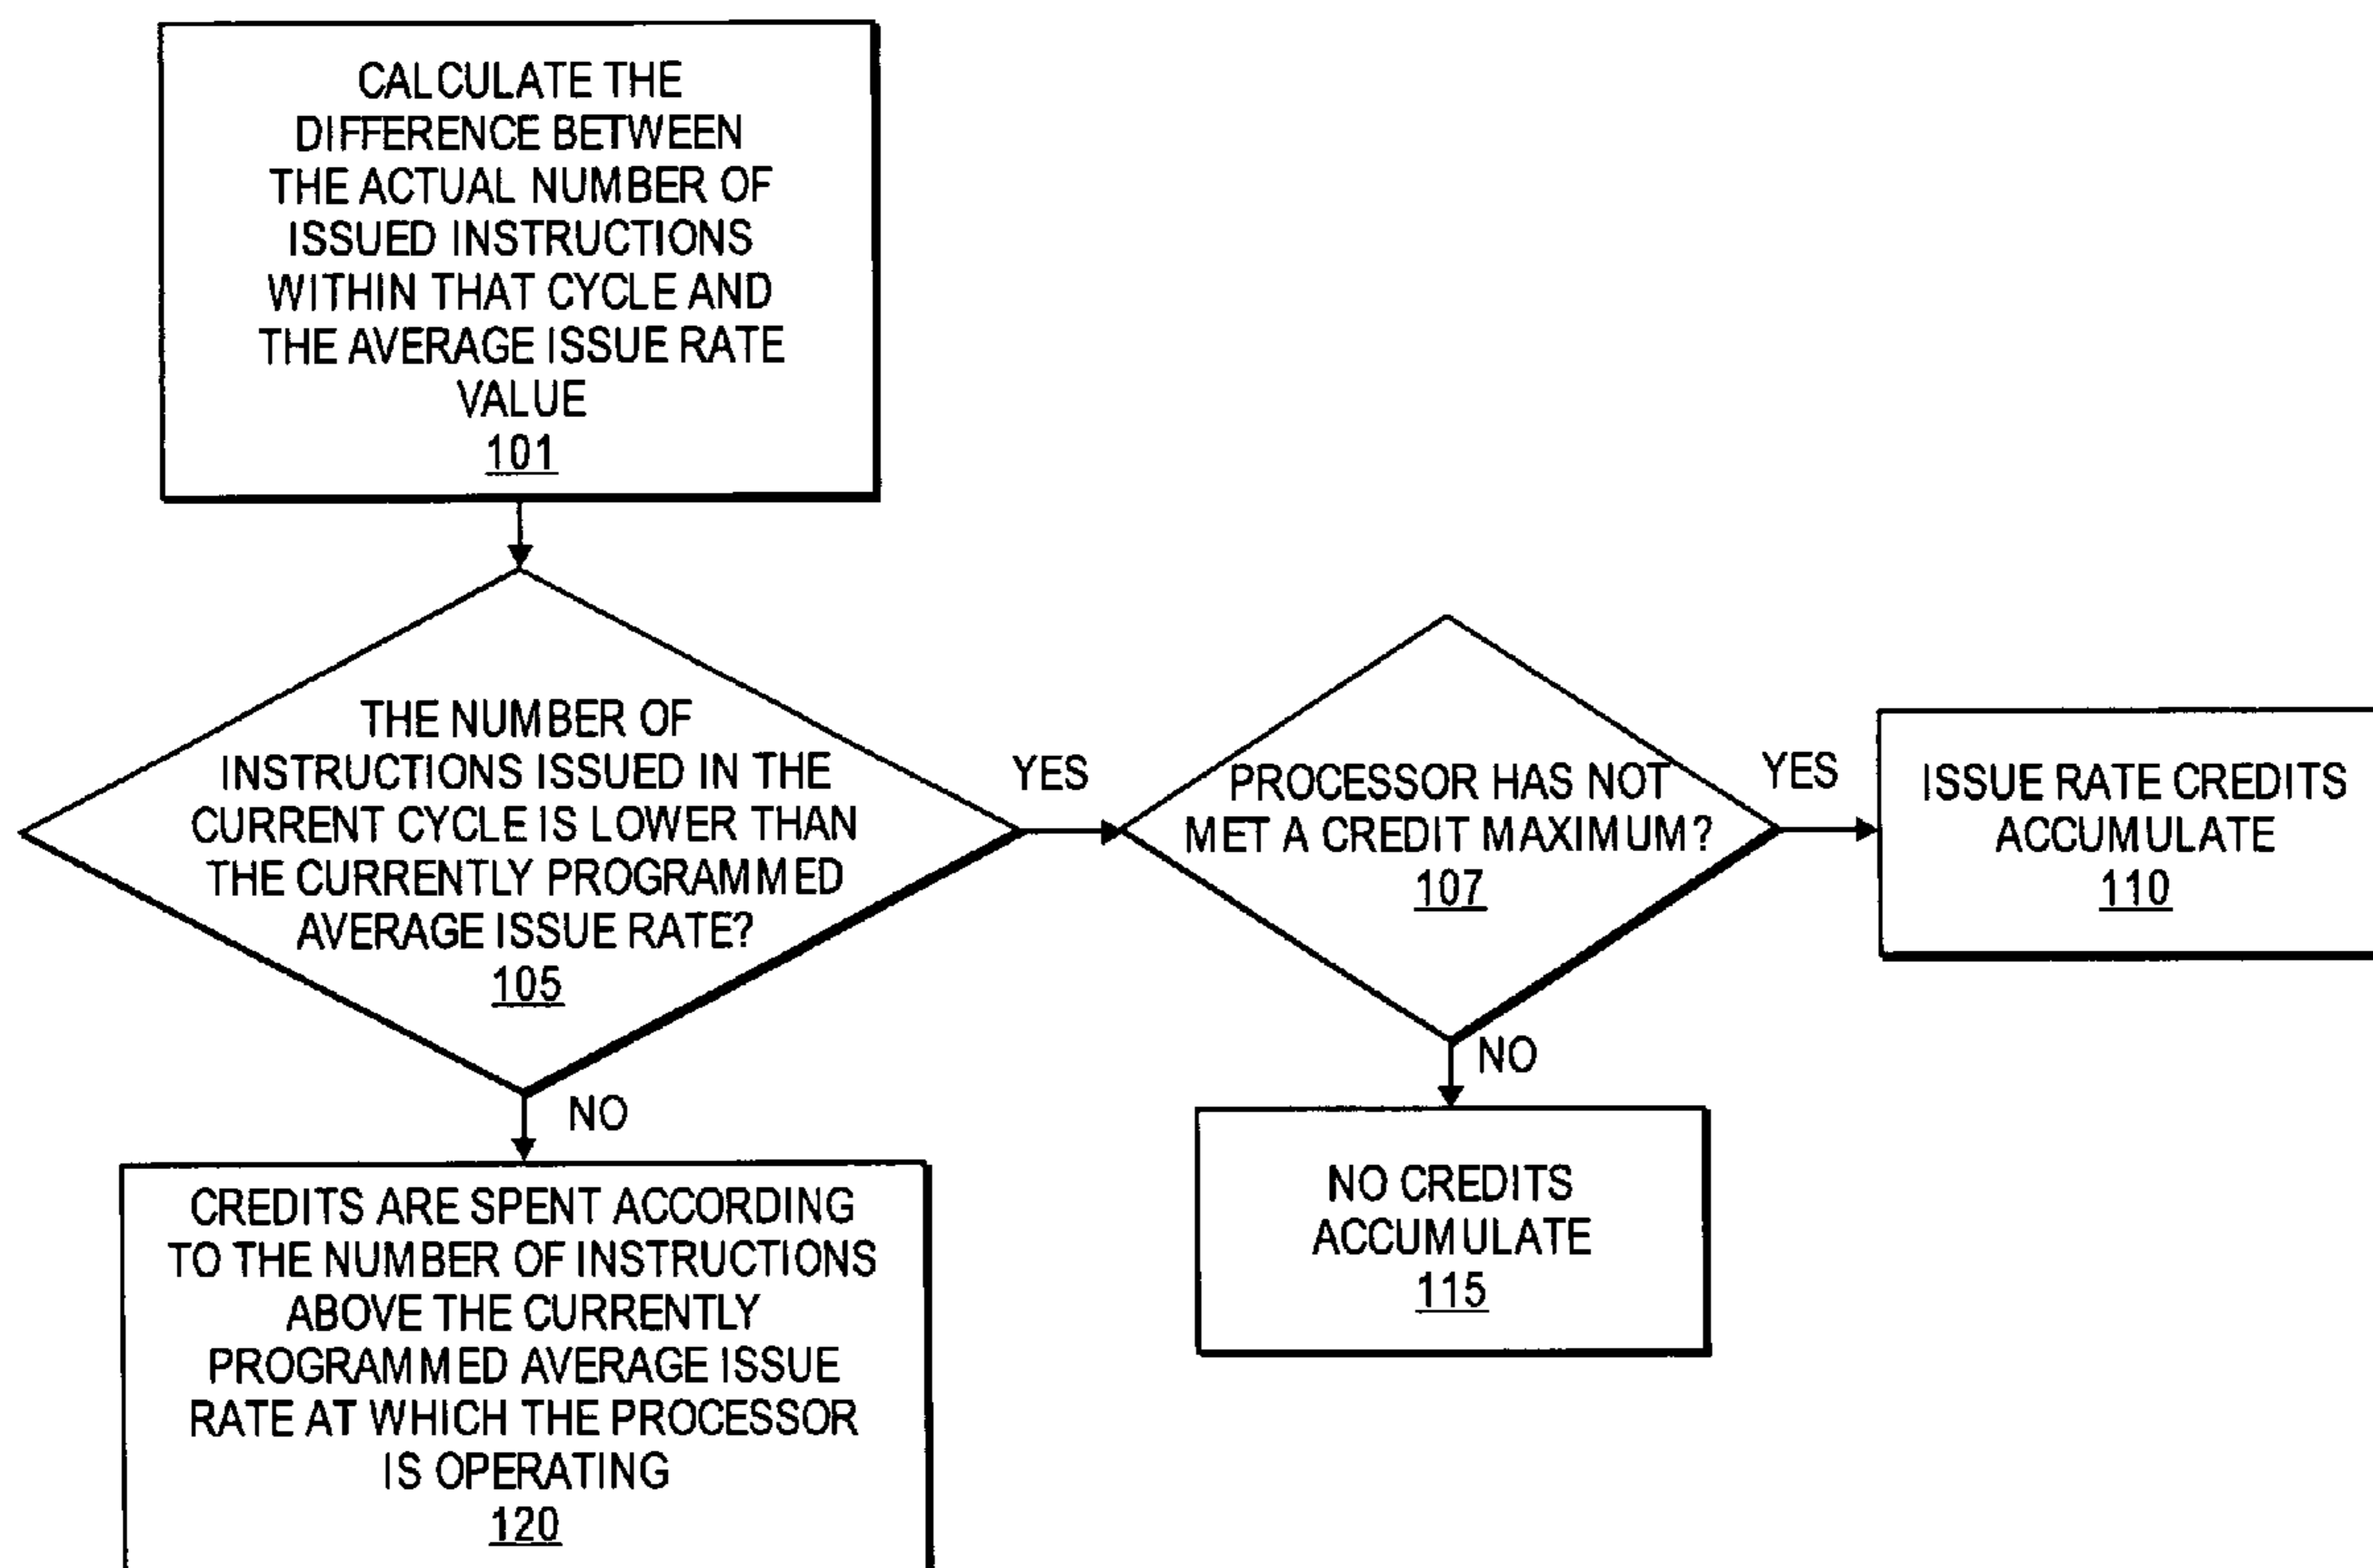 CALCULATE THE
DIFFERENCE BETWEEN
THE ACTUAL NUMBER OF
ISSUED INSTRUCTIONS
WITHIN THAT CYCLE AND
THE AVERAGE ISSUE RATE
VALUE
101
THE NUMBER OF
INSTRUCTIONS ISSUED IN THE
CURRENT CYCLE IS LOWER THAN
THE CURRENTLY PROGRAMMED
AVERAGE ISSUE RATE?
105
YES
PROCESSOR HAS NOT
MET A CREDIT MAXIMUM?
107
YES
ISSUE RATE CREDITS
ACCUMULATE
110
NO
NO CREDITS
ACCUMULATE
115
NO
CREDITS ARE SPENT ACCORDING
TO THE NUMBER OF INSTRUCTIONS
ABOVE THE CURRENTLY
PROGRAMMED AVERAGE ISSUE
RATE AT WHICH THE PROCESSOR
IS OPERATING
120